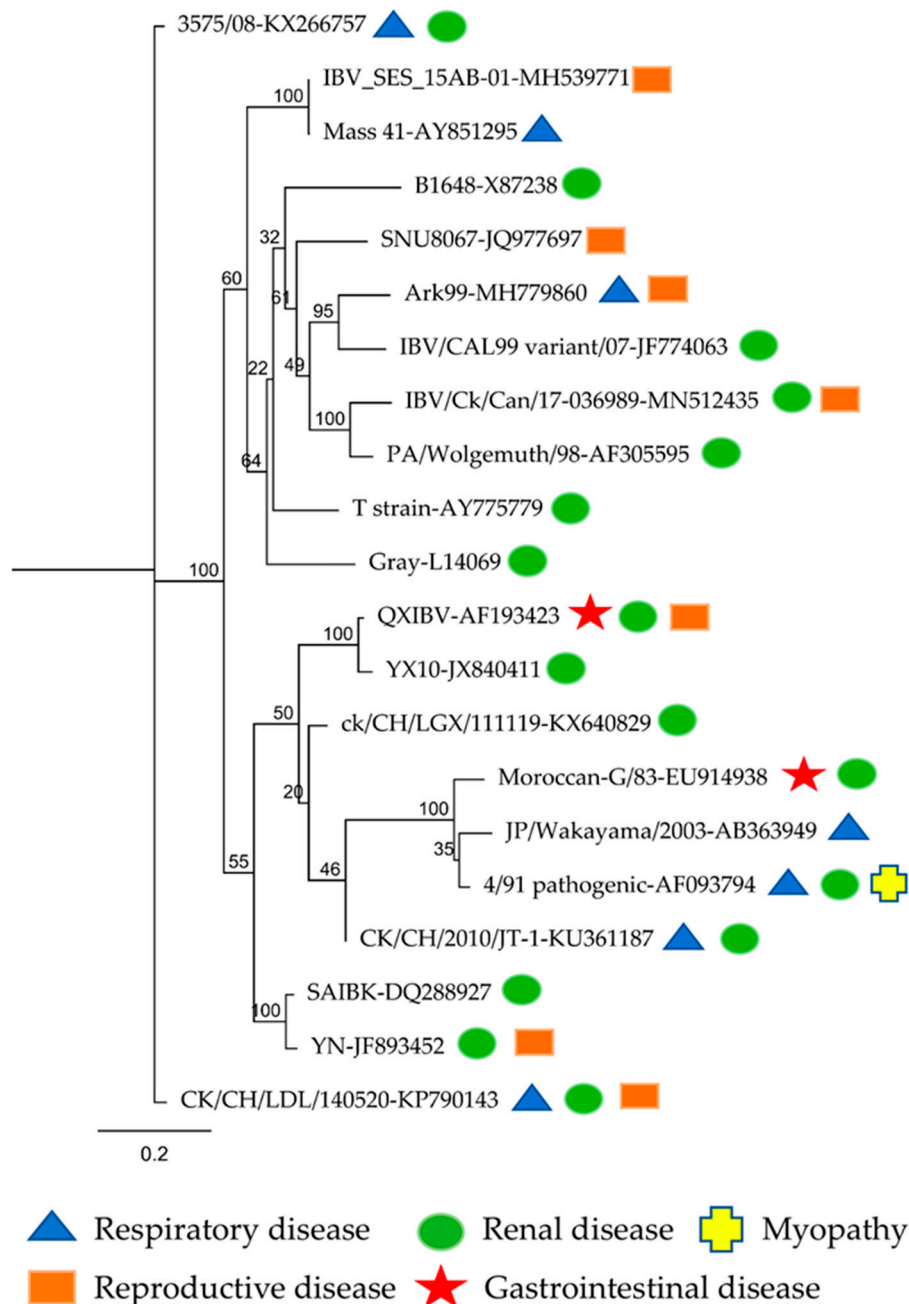 3575/08-KX266757
IBV_SES_15AB-01-MH539771
100
Mass 41-AY851295
B1648-X87238
32
SNU8067-JQ977697
60
61
Ark99-MH779860
95
IBV/CAL99 variant/07-JF774063
22
49
IBV/Ck/Can/17-036989-MN512435
100
PA/Wolgemuth/98-AF305595
64
T strain-AY775779
Gray-L14069
100
QXIBV-AF193423
100
YX10-JX840411
50
ck/CH/LGX/111119-KX640829
Moroccan-G/83-EU914938
20
100
JP/Wakayama/2003-AB363949
35
55
46
4/91 pathogenic-AF093794
CK/CH/2010/JT-1-KU361187
SAIBK-DQ288927
100
YN-JF893452
CK/CH/LDL/140520-KP790143
0.2
Respiratory disease
Renal disease
Myopathy
Reproductive disease
Gastrointestinal disease